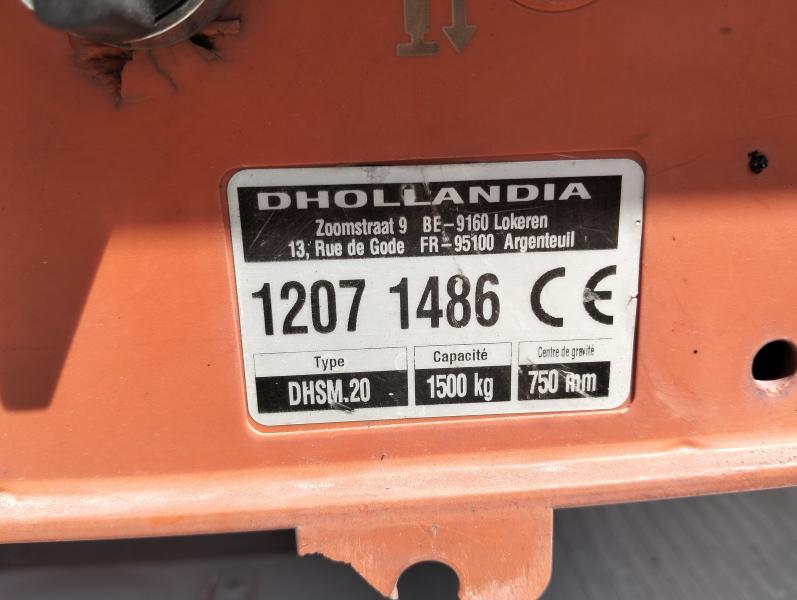 DHOLLANDIA
Zoomstraat 9 BE-9160 Lokeren
13, Rue de Gode FR-95100 Argenteuil
1207 1486 CE
Type Capacité Centre de gravité
DHSM.20 1500 kg 750 mm